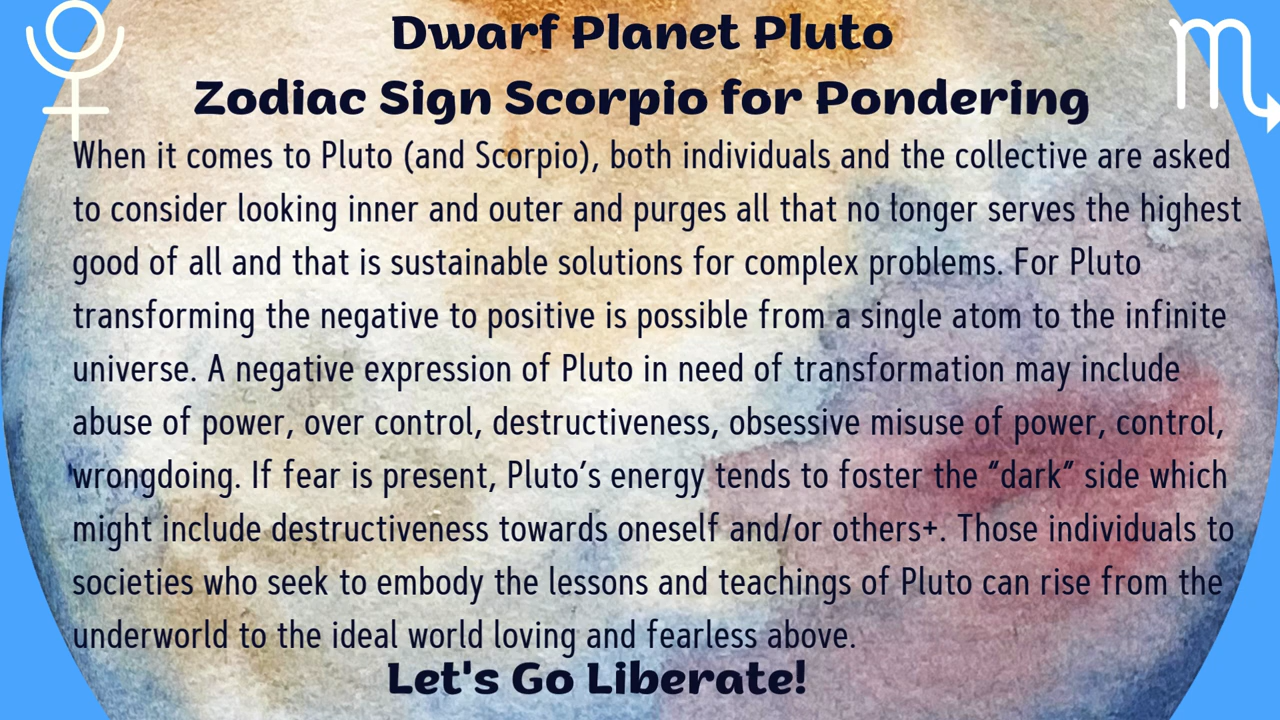 Dwarf Planet Pluto
Zodiac Sign Scorpio for Pondering
When it comes to Pluto (and Scorpio), both individuals and the collective are asked
to consider looking inner and outer and purges all that no longer serves the highest
good of all and that is sustainable solutions for complex problems. For Pluto
transforming the negative to positive is possible from a single atom to the infinite
universe. A negative expression of Pluto in need of transformation may include
abuse of power, over control, destructiveness, obsessive misuse of power, control,
wrongdoing. If fear is present, Pluto’s energy tends to foster the “dark” side which
might include destructiveness towards oneself and/or others+. Those individuals to
societies who seek to embody the lessons and teachings of Pluto can rise from the
underworld to the ideal world loving and fearless above.
Let's Go Liberate!